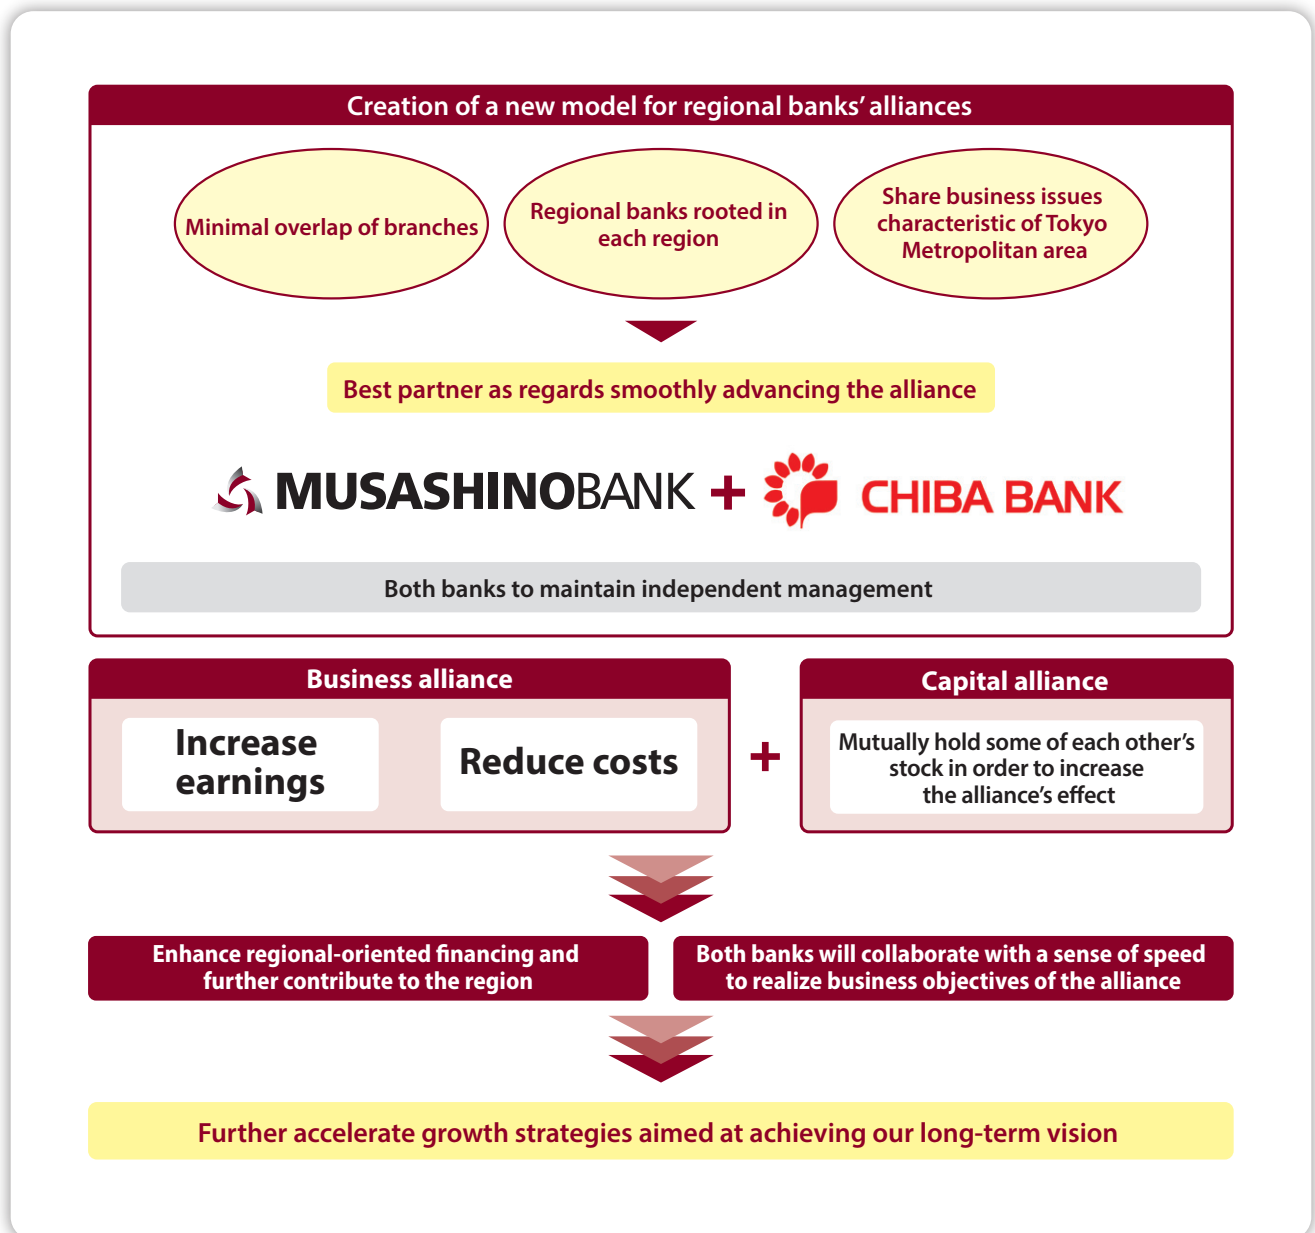 Creation of a new model for regional banks’ alliances
Minimal overlap of branches
Regional banks rooted in
each region
Share business issues
characteristic of Tokyo
Metropolitan area
Best partner as regards smoothly advancing the alliance
MUSASHINOBANK + CHIBA BANK
Both banks to maintain independent management
Business alliance
Increase
earnings
Reduce costs
+
Capital alliance
Mutually hold some of each other’s
stock in order to increase
the alliance’s effect
Enhance regional-oriented financing and
further contribute to the region
Both banks will collaborate with a sense of speed
to realize business objectives of the alliance
Further accelerate growth strategies aimed at achieving our long-term vision